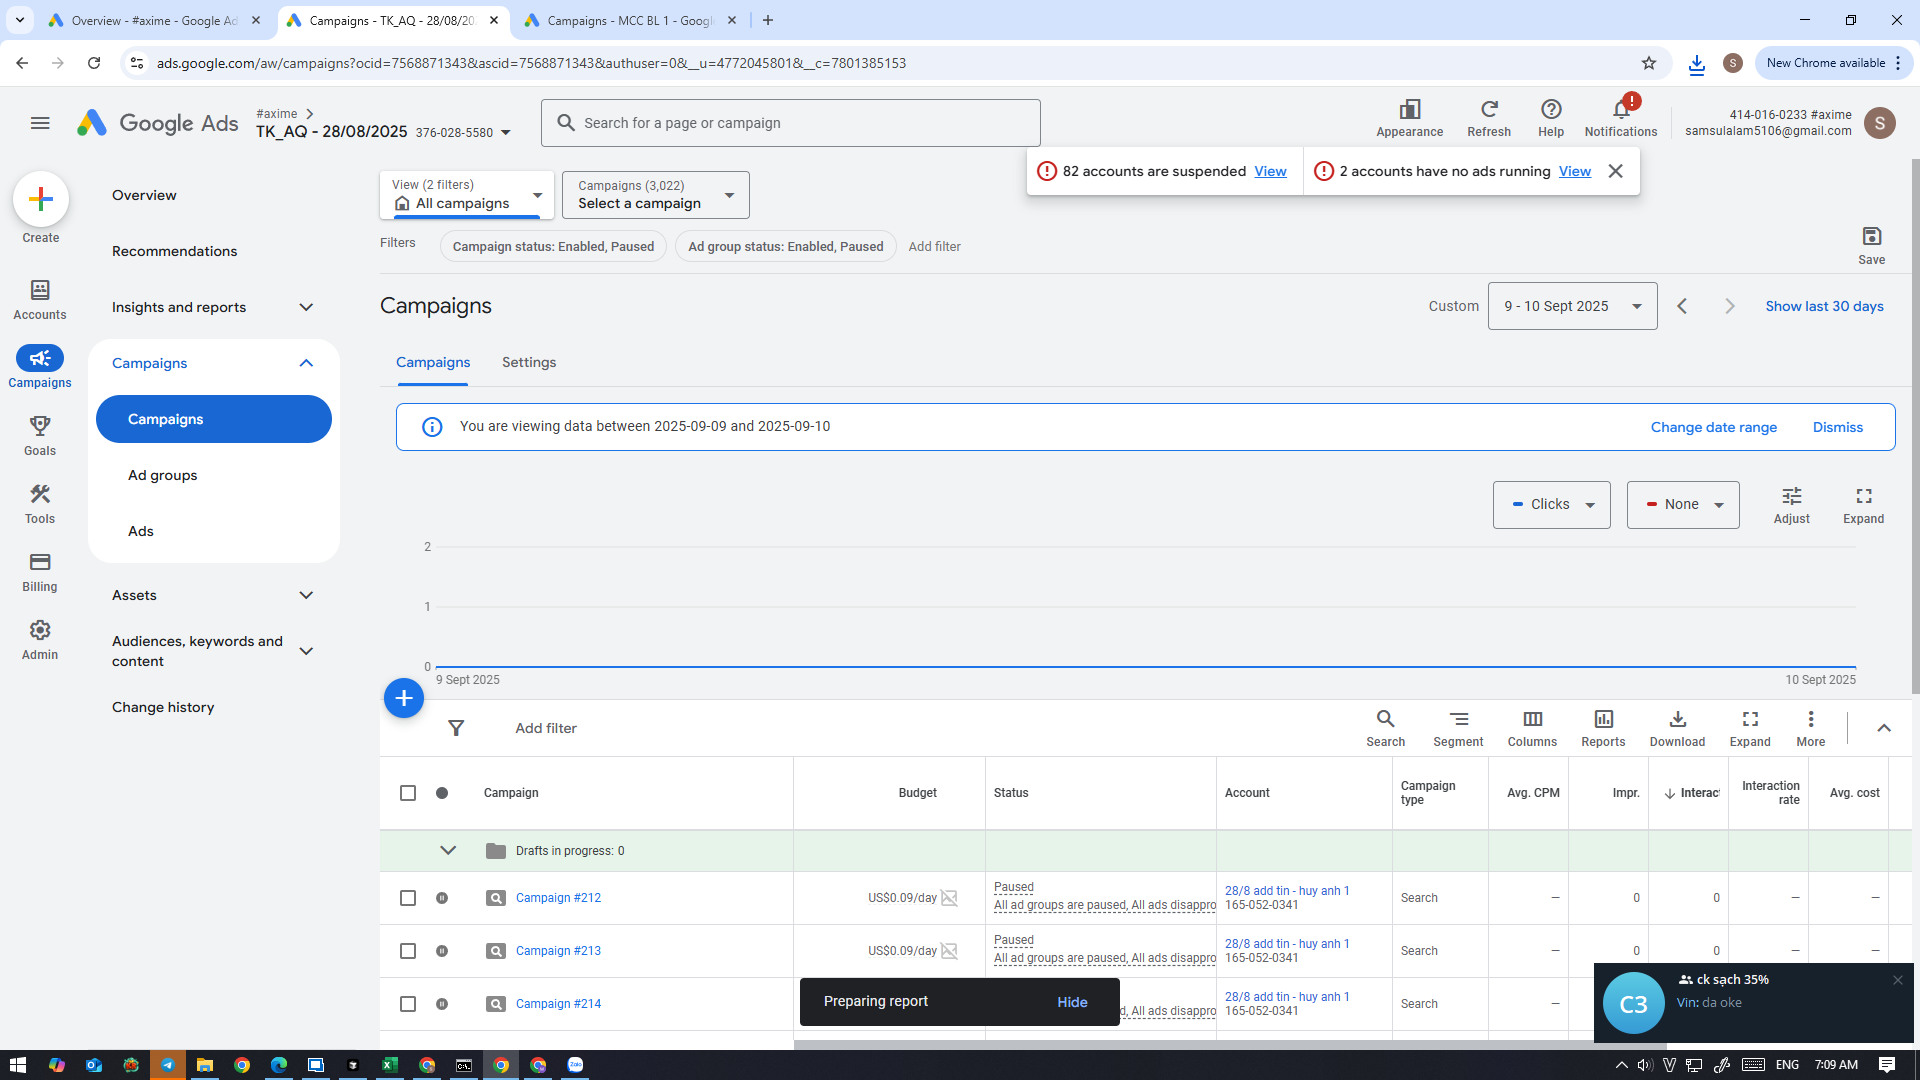 Overview - #axime - Google Ad
Campaigns - TK_AQ - 28/08/20
Campaigns - MCC BL 1 - Googl
ads.google.com/aw/campaigns?ocid=7568871343&ascid=7568871343&authuser=0&__u=4772045801&__c=7801385153
S
New Chrome available
Google Ads
#axime
TK_AQ - 28/08/2025 376-028-5580
Search for a page or campaign
Appearance
Refresh
Help
Notifications
414-016-0233 #axime
samsulalam5106@gmail.com
S
82 accounts are suspended View
2 accounts have no ads running View
Create
Accounts
Campaigns
Goals
Tools
Billing
Admin
Overview
Recommendations
Insights and reports
Campaigns
Campaigns
Ad groups
Ads
Assets
Audiences, keywords and
content
Change history
View (2 filters)
All campaigns
Campaigns (3,022)
Select a campaign
Filters
Campaign status: Enabled, Paused
Ad group status: Enabled, Paused
Add filter
Save
Campaigns
Custom
9 - 10 Sept 2025
Show last 30 days
Campaigns
Settings
You are viewing data between 2025-09-09 and 2025-09-10
Change date range
Dismiss
Clicks
None
Adjust
Expand
2
1
0
9 Sept 2025
10 Sept 2025
Add filter
Search
Segment
Columns
Reports
Download
Expand
More
Campaign
Budget
Status
Account
Campaign
type
Avg. CPM
Impr.
Interac
Interaction
rate
Avg. cost
Drafts in progress: 0
Campaign #212
US$0.09/day
Paused
All ad groups are paused, All ads disappro
28/8 add tin - huy anh 1
165-052-0341
Search
—
0
0
—
—
Campaign #213
US$0.09/day
Paused
All ad groups are paused, All ads disappro
28/8 add tin - huy anh 1
165-052-0341
Search
—
0
0
—
—
Campaign #214
d, All ads disappro
28/8 add tin - huy anh 1
165-052-0341
Search
—
Preparing report
Hide
C3
ck sạch 35%
Vin: da oke
Zalo
ENG
7:09 AM